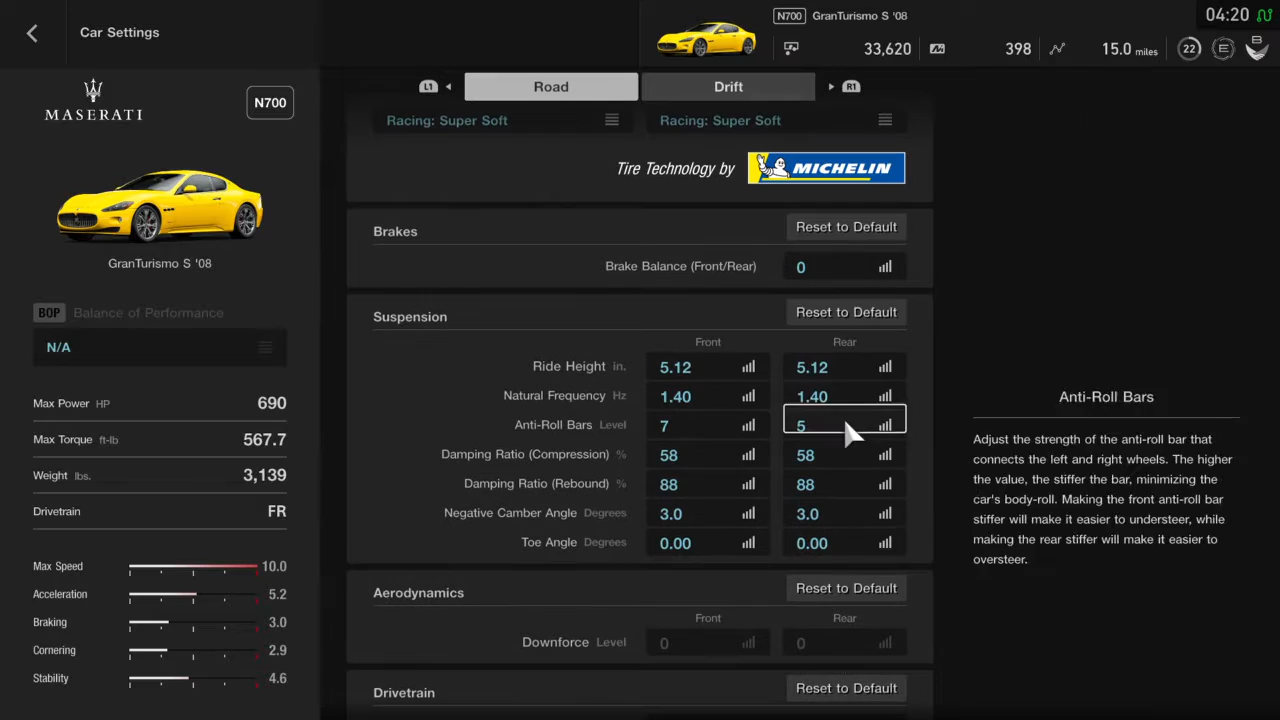 Car Settings
N700 GranTurismo S '08
33,620 398 15.0 miles 22 E B
04:20
MASERATI
N700
GranTurismo S '08
BOP Balance of Performance
N/A
Max Power HP 690
Max Torque ft-lb 567.7
Weight lbs. 3,139
Drivetrain FR
Max Speed 10.0
Acceleration 5.2
Braking 3.0
Cornering 2.9
Stability 4.6
L1 Road Drift R1
Racing: Super Soft Racing: Super Soft
Tire Technology by MICHELIN
Brakes Reset to Default
Brake Balance (Front/Rear) 0
Suspension Reset to Default
Front Rear
Ride Height in. 5.12 5.12
Natural Frequency Hz 1.40 1.40
Anti-Roll Bars Level 7 5
Damping Ratio (Compression) % 58 58
Damping Ratio (Rebound) % 88 88
Negative Camber Angle Degrees 3.0 3.0
Toe Angle Degrees 0.00 0.00
Aerodynamics Reset to Default
Front Rear
Downforce Level 0 0
Drivetrain Reset to Default
Anti-Roll Bars
Adjust the strength of the anti-roll bar that
connects the left and right wheels. The higher
the value, the stiffer the bar, minimizing the
car's body-roll. Making the front anti-roll bar
stiffer will make it easier to understeer, while
making the rear stiffer will make it easier to
oversteer.